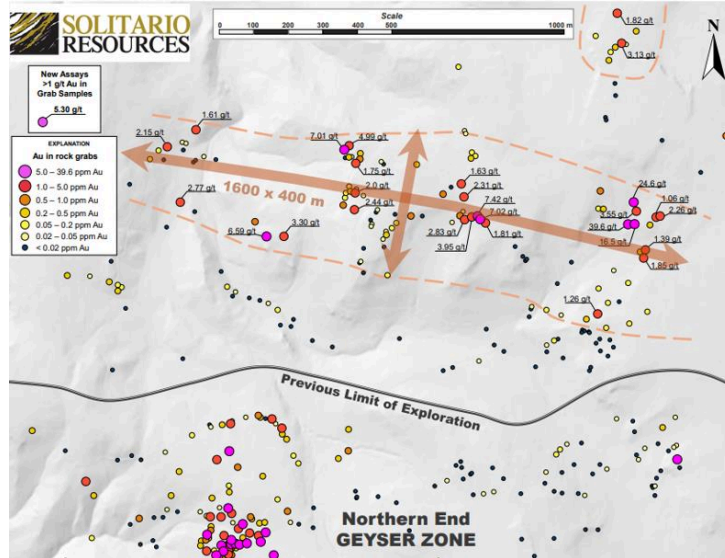 SOLITARIO
RESOURCES
Scale
0 100 200 300 400 500 1000 m
N
New Assays
>1 g/t Au in
Grab Samples
5.30 g/t
EXPLANATION
Au in rock grabs
5.0 – 39.6 ppm Au
1.0 – 5.0 ppm Au
0.5 – 1.0 ppm Au
0.2 – 0.5 ppm Au
0.05 – 0.2 ppm Au
0.02 – 0.05 ppm Au
< 0.02 ppm Au
1.82 g/t
3.13 g/t
1.61 g/t
2.15 g/t
7.01 g/t
4.99 g/t
1.75 g/t
1600 x 400 m
2.77 g/t
2.0 g/t
2.44 g/t
1.63 g/t
2.31 g/t
7.42 g/t
7.02 g/t
24.6 g/t
1.06 g/t
2.26 g/t
3.55 g/t
39.6 g/t
6.59 g/t
3.30 g/t
2.83 g/t
3.95 g/t
1.81 g/t
16.5 g/t
1.39 g/t
1.85 g/t
1.26 g/t
Previous Limit of Exploration
Northern End
GEYSER ZONE